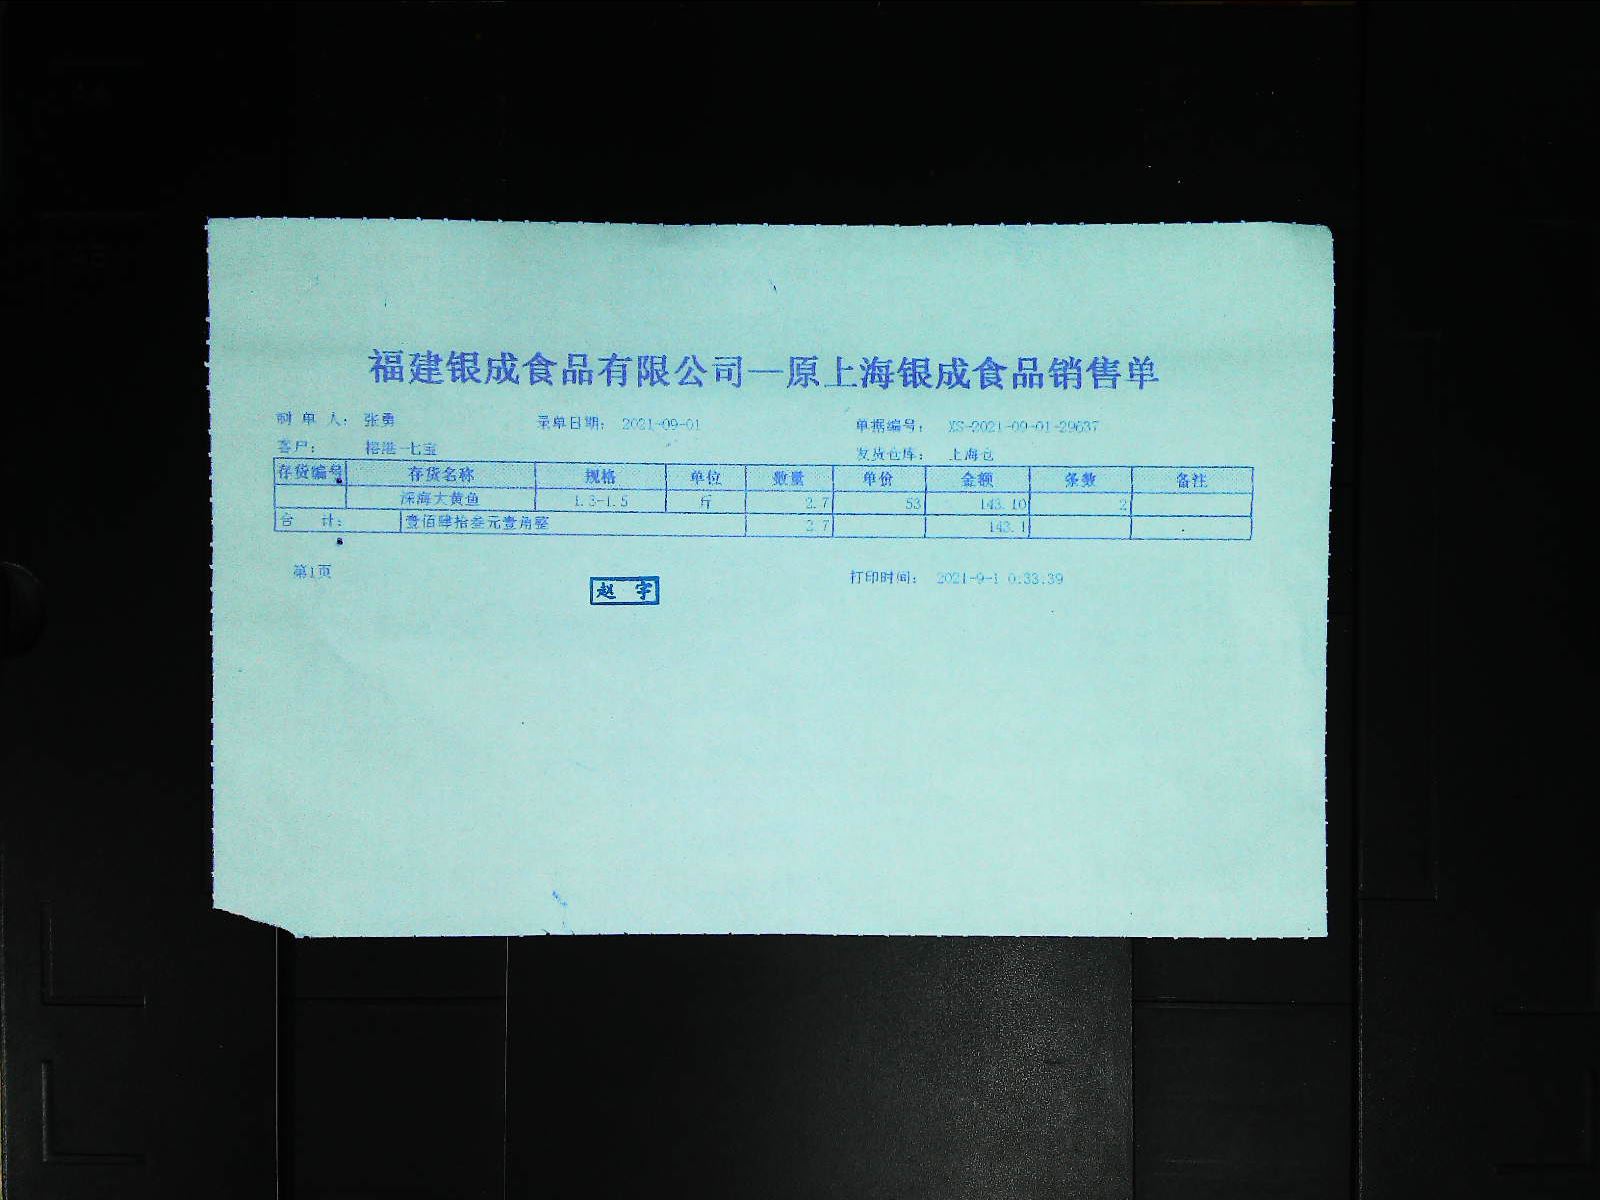 福建银成食品有限公司—原上海银成食品销售单
制 单 人： 张勇 录单日期： 2021-09-01 单据编号： XS-2021-09-01-29637
客户： 榕港-七宝 发货仓库： 上海仓
存货编号 存货名称 规格 单位 数量 单价 金额 条数 备注
深海大黄鱼 1.3-1.5 斤 2.7 53 143.10 2
合 计： 壹佰肆拾叁元壹角整 2.7 143.1
第1页 打印时间： 2021-9-1 0:33:39
赵 宇